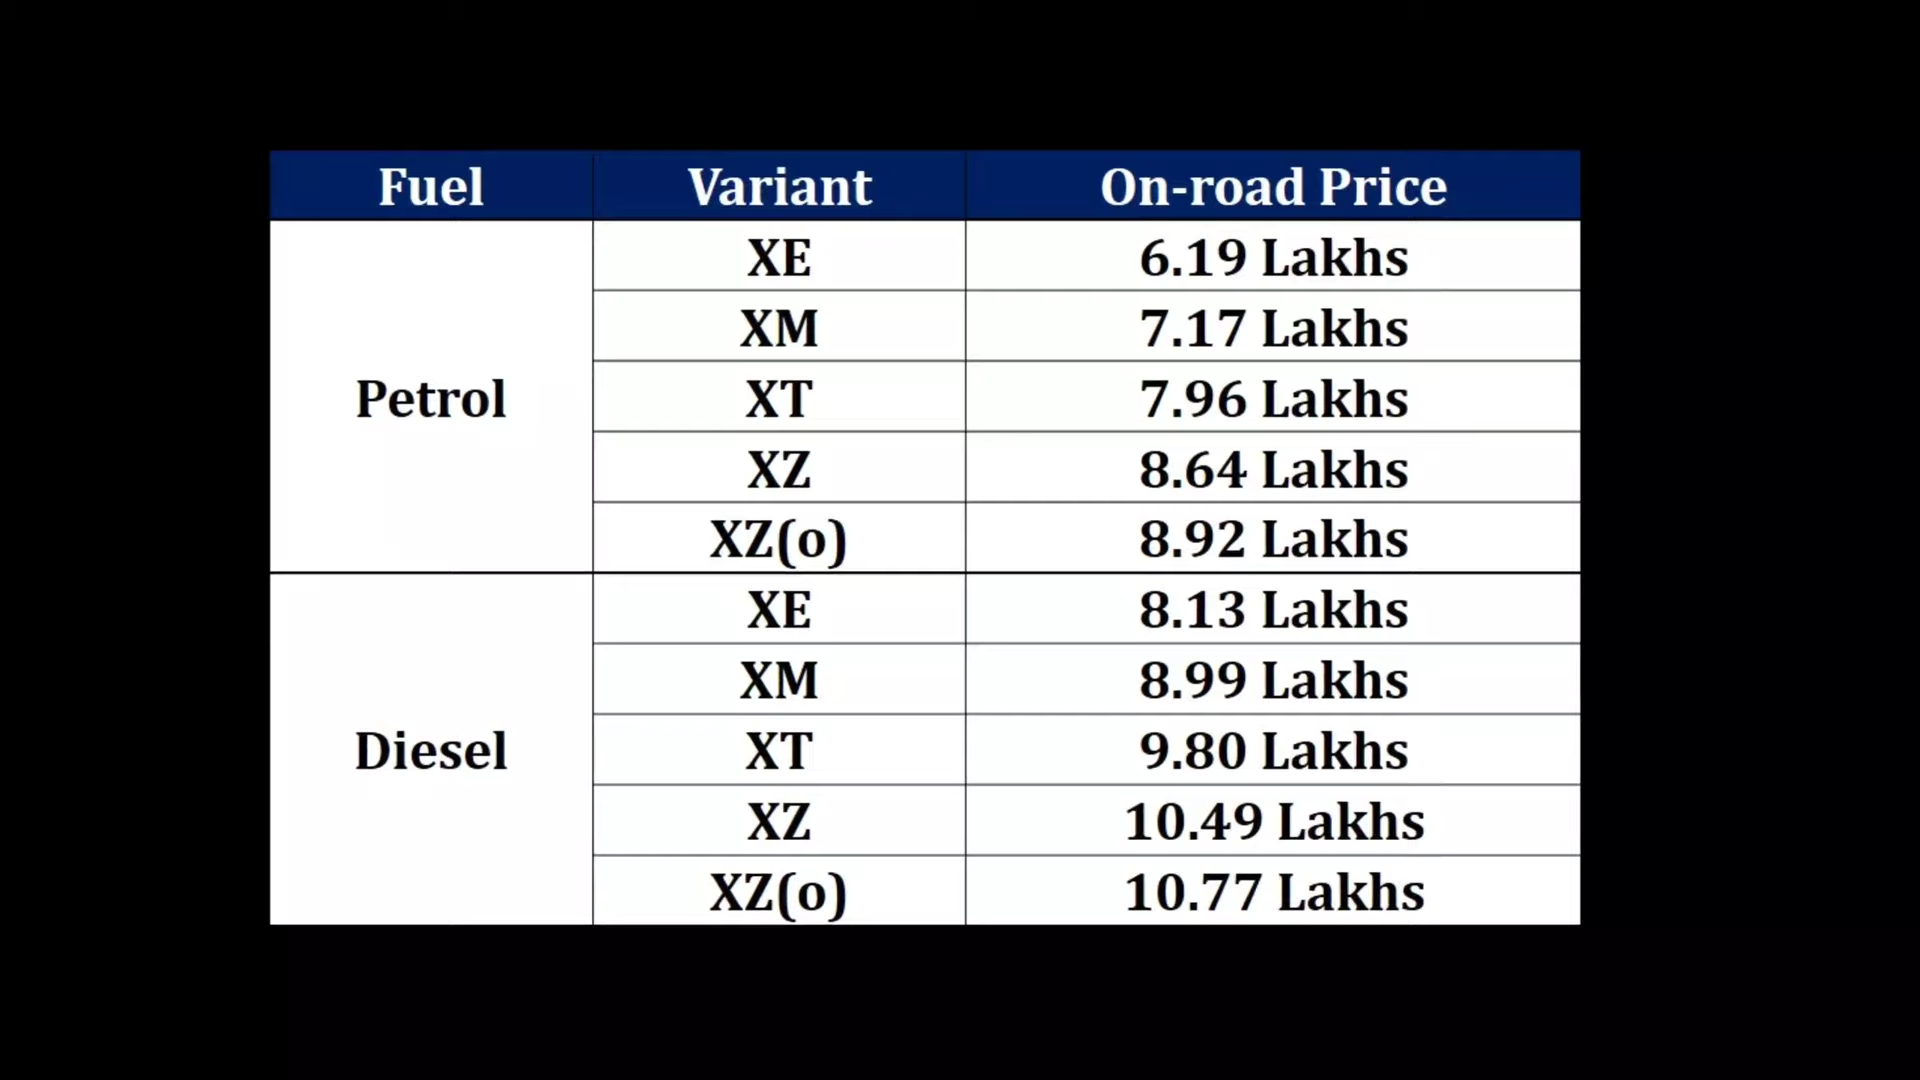 Fuel Variant On-road Price
Petrol
XE 6.19 Lakhs
XM 7.17 Lakhs
XT 7.96 Lakhs
XZ 8.64 Lakhs
XZ(o) 8.92 Lakhs
Diesel
XE 8.13 Lakhs
XM 8.99 Lakhs
XT 9.80 Lakhs
XZ 10.49 Lakhs
XZ(o) 10.77 Lakhs